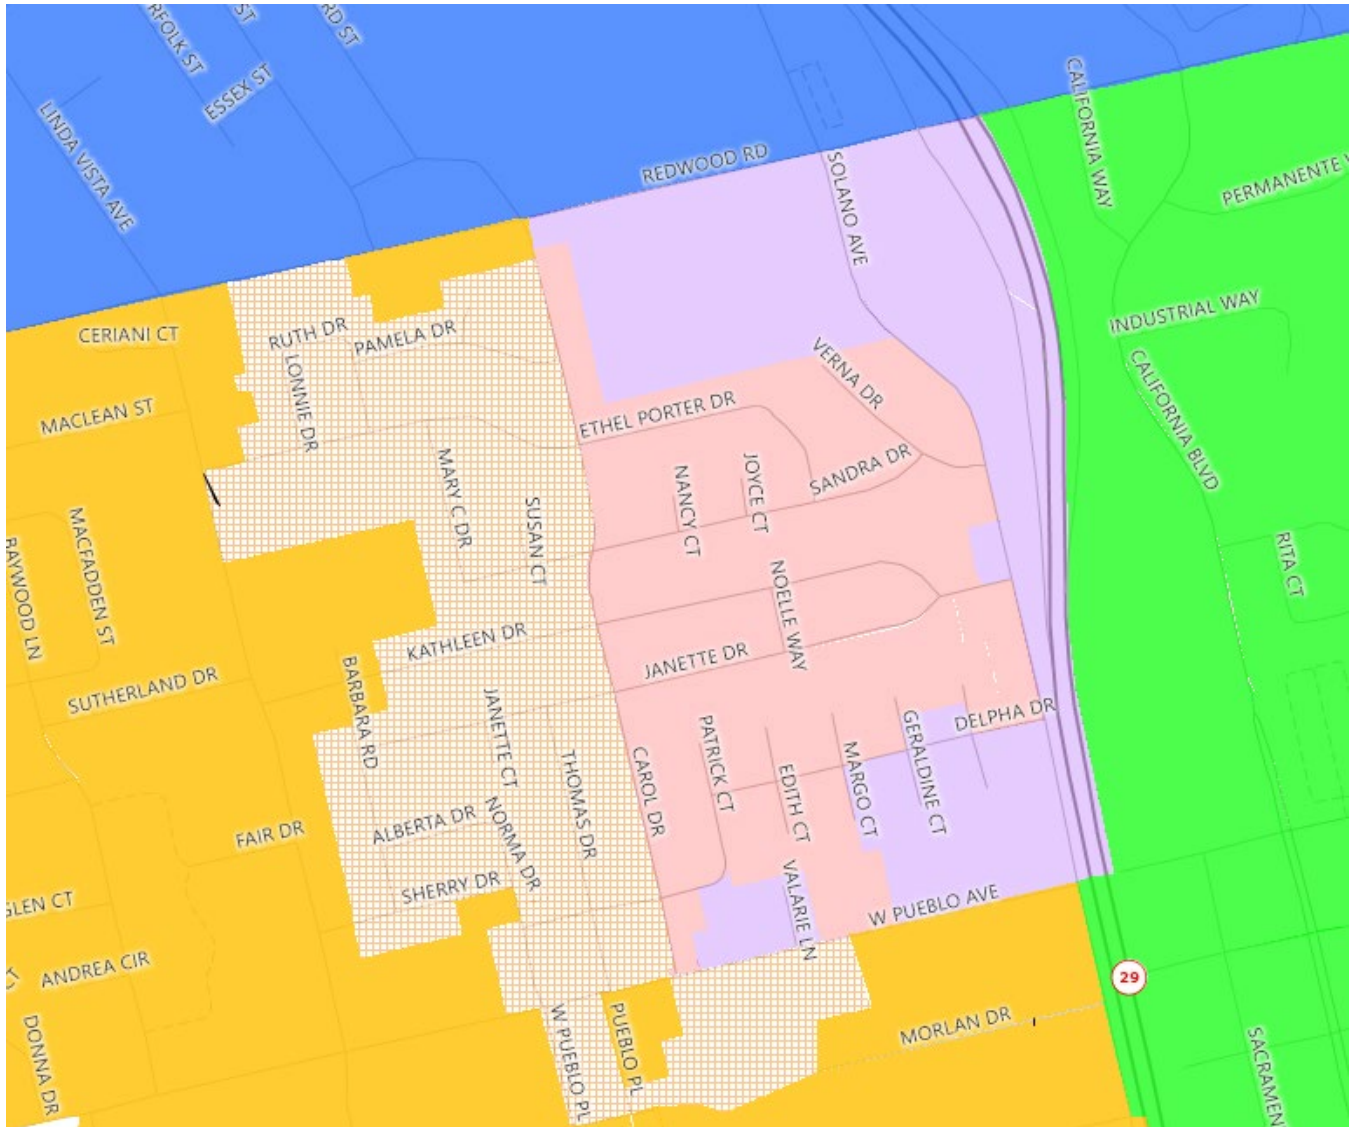 RFOLK ST
ST
RD ST
ESSEX ST
LINDA VISTA AVE
CALIFORNIA WAY
REDWOOD RD
SOLANO AVE
PERMANENTE
CERIANI CT
RUTH DR
PAMELA DR
INDUSTRIAL WAY
LONNIE DR
VERNA DR
CALIFORNIA BLVD
MACLEAN ST
ETHEL PORTER DR
MARY C DR
NANCY CT
JOYCE CT
SANDRA DR
SUSAN CT
MACFADDEN ST
BAYWOOD LN
RITA CT
NOELLE WAY
KATHLEEN DR
JANETTE DR
SUTHERLAND DR
BARBARA RD
JANETTE CT
PATRICK CT
GERALDINE CT
DELPHA DR
THOMAS DR
CAROL DR
EDITH CT
MARGO CT
FAIR DR
ALBERTA DR
NORMA DR
SHERRY DR
VALARIE LN
W PUEBLO AVE
GLEN CT
ANDREA CIR
29
DONNA DR
W PUEBLO PL
PUEBLO PL
MORLAN DR
SACRAMEN